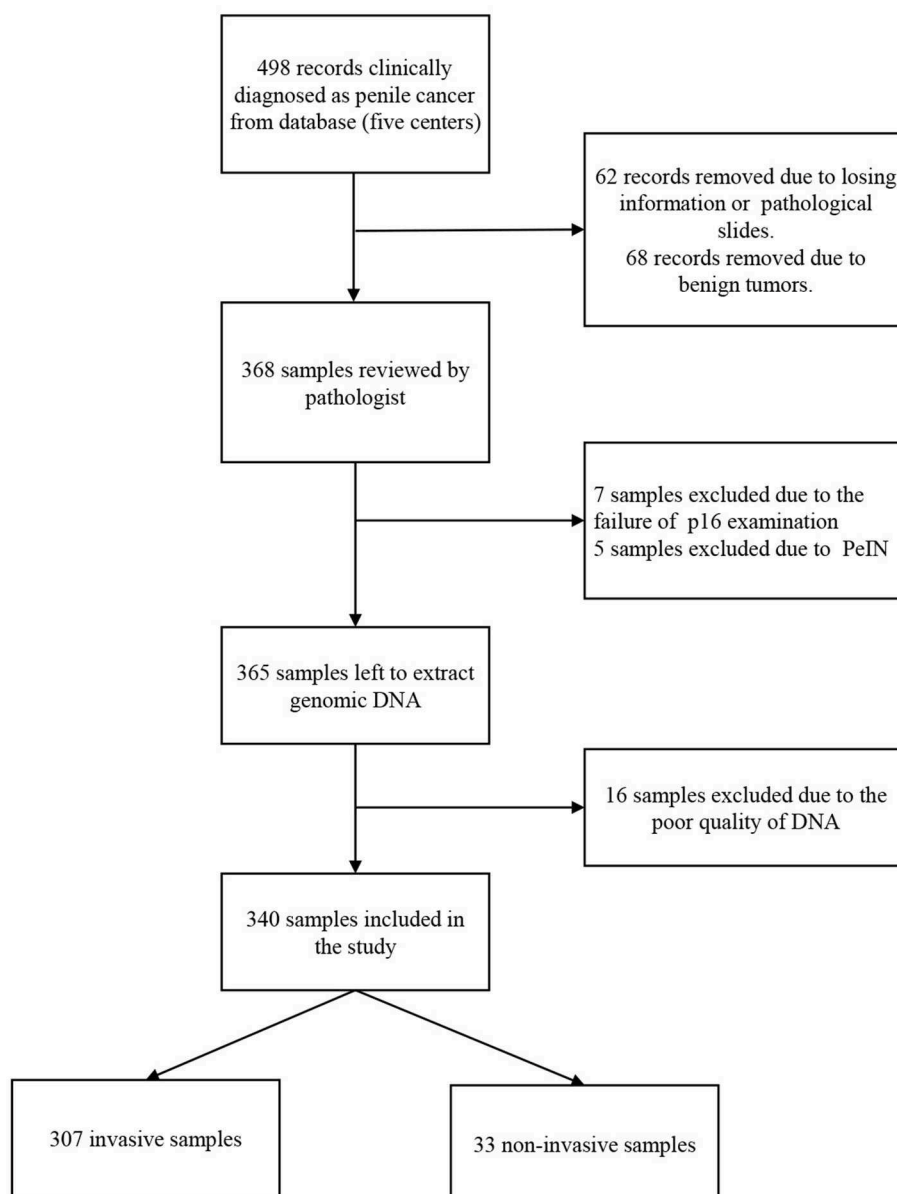 498 records clinically
diagnosed as penile cancer
from database (five centers)
62 records removed due to losing
information or pathological
slides.
68 records removed due to
benign tumors.
368 samples reviewed by
pathologist
7 samples excluded due to the
failure of p16 examination
5 samples excluded due to PeIN
365 samples left to extract
genomic DNA
16 samples excluded due to the
poor quality of DNA
340 samples included in
the study
307 invasive samples
33 non-invasive samples